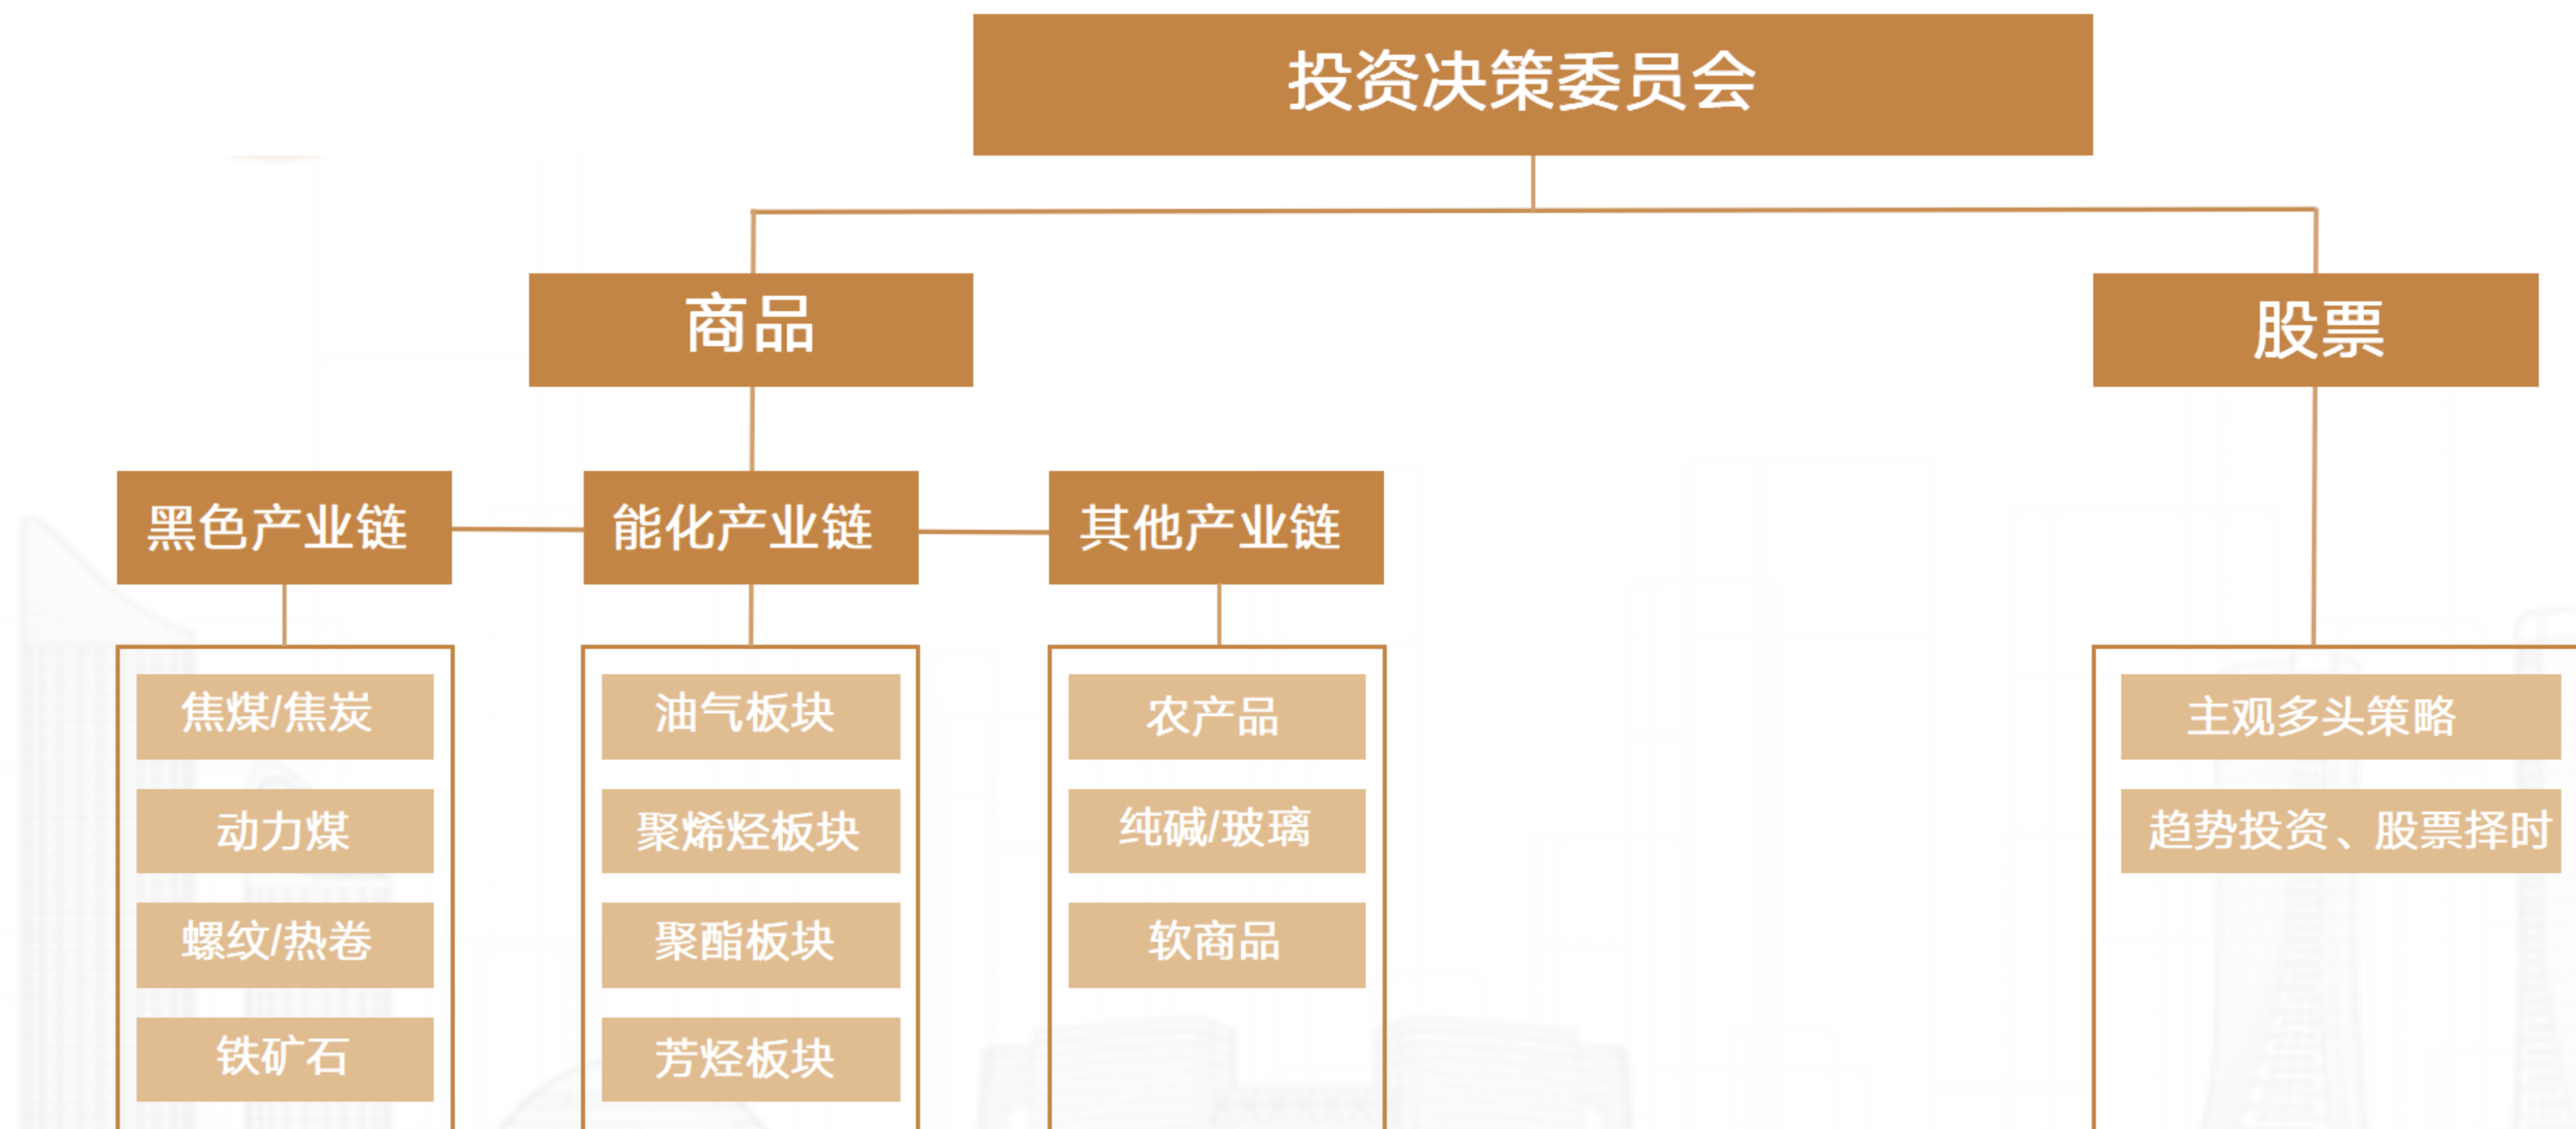 投资决策委员会
商品
股票
黑色产业链
能化产业链
其他产业链
焦煤/焦炭
动力煤
螺纹/热卷
铁矿石
油气板块
聚烯烃板块
聚酯板块
芳烃板块
农产品
纯碱/玻璃
软商品
主观多头策略
趋势投资、股票择时